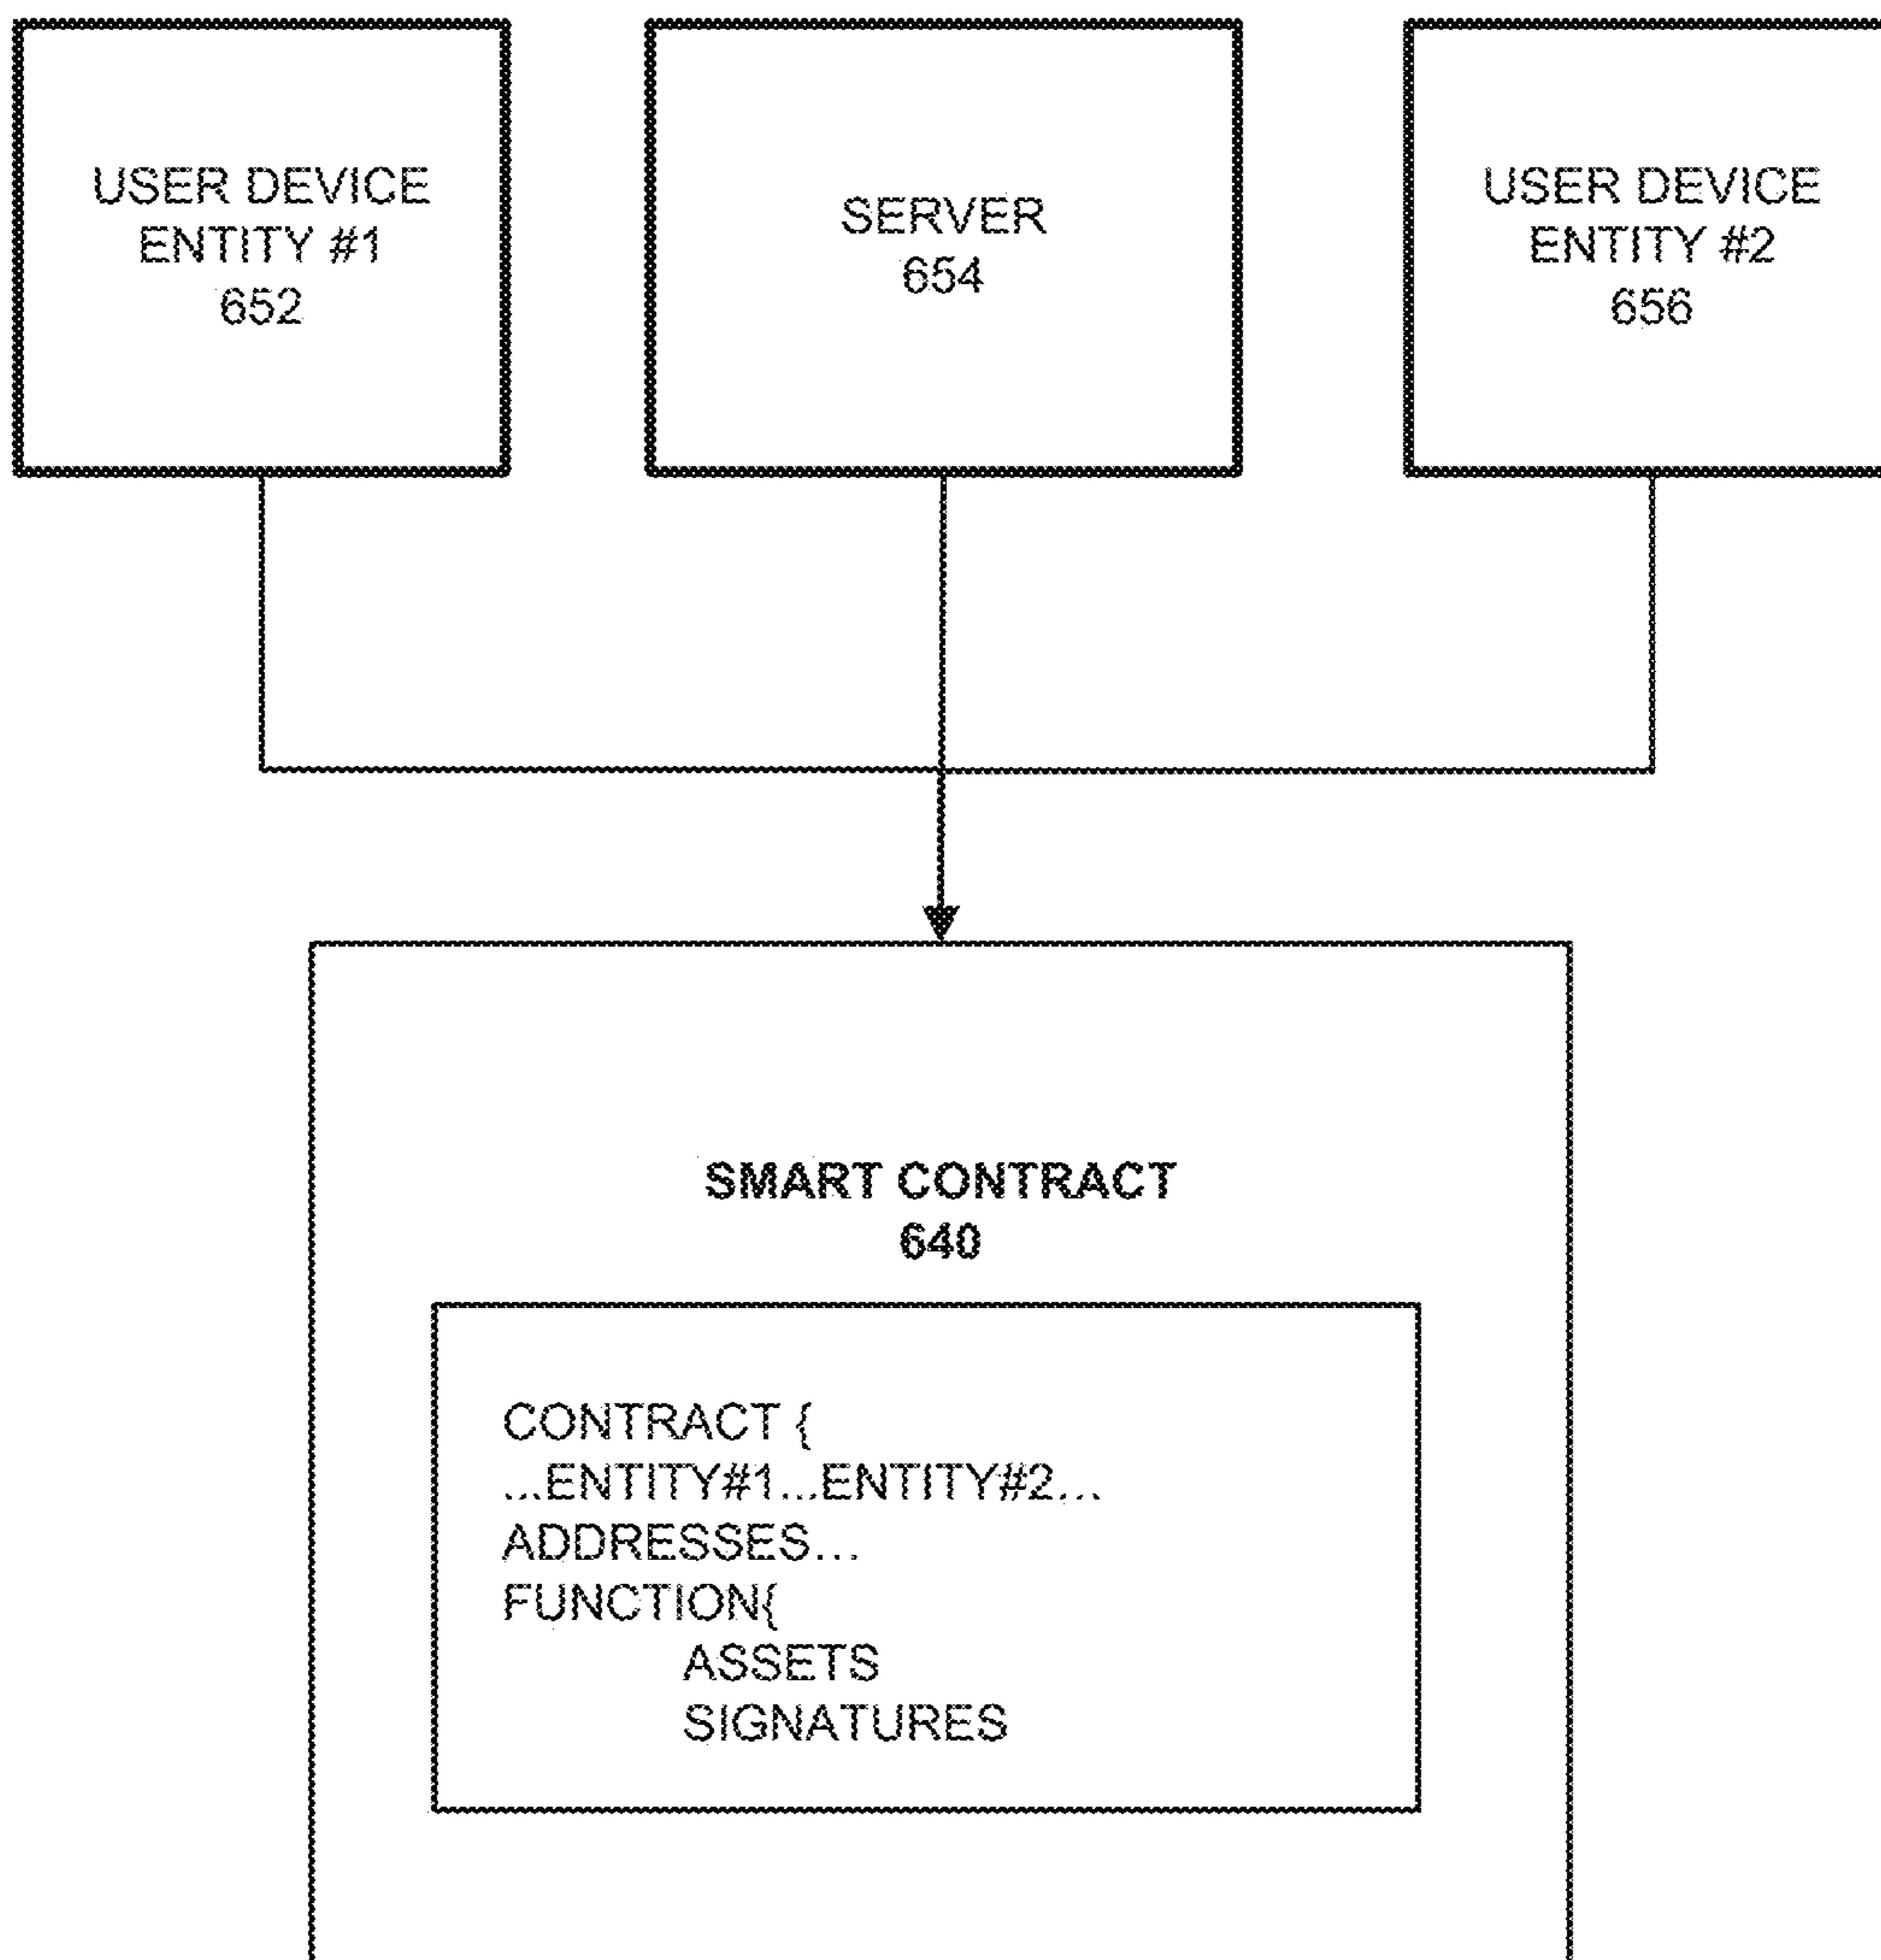 USER DEVICE
ENTITY #1
652
SERVER
654
USER DEVICE
ENTITY #2
656
SMART CONTRACT
640
CONTRACT {
...ENTITY#1...ENTITY#2...
ADDRESSES...
FUNCTION{
ASSETS
SIGNATURES